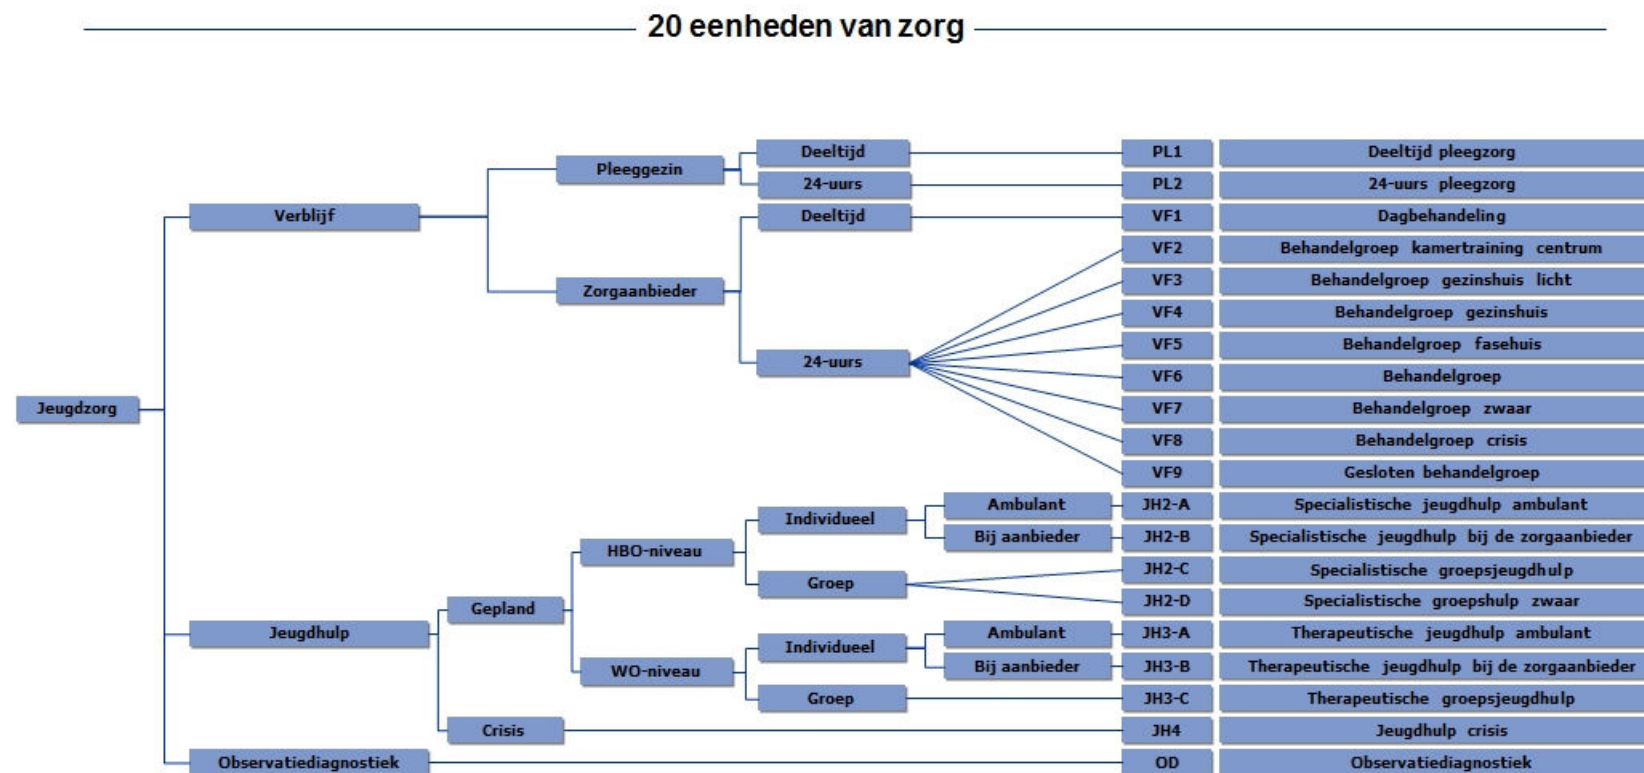 20 eenheden van zorg
Deeltijd PL1 Deeltijd pleegzorg
Pleeggezin
24-uurs PL2 24-uurs pleegzorg
Verblijf Deeltijd VF1 Dagbehandeling
VF2 Behandelgroep kamertraining centrum
VF3 Behandelgroep gezinshuis licht
Zorgaanbieder
VF4 Behandelgroep gezinshuis
VF5 Behandelgroep fasehuis
24-uurs
VF6 Behandelgroep
Jeugdzorg VF7 Behandelgroep zwaar
VF8 Behandelgroep crisis
VF9 Gesloten behandelgroep
Ambulant JH2-A Specialistische jeugdhulp ambulant
Individueel
Bij aanbieder JH2-B Specialistische jeugdhulp bij de zorgaanbieder
HBO-niveau
JH2-C Specialistische groepsjeugdhulp
Groep
JH2-D Specialistische groepshulp zwaar
Gepland
Jeugdhulp Ambulant JH3-A Therapeutische jeugdhulp ambulant
Individueel
Bij aanbieder JH3-B Therapeutische jeugdhulp bij de zorgaanbieder
WO-niveau
Groep JH3-C Therapeutische groepsjeugdhulp
Crisis JH4 Jeugdhulp crisis
Observatiediagnostiek OD Observatiediagnostiek